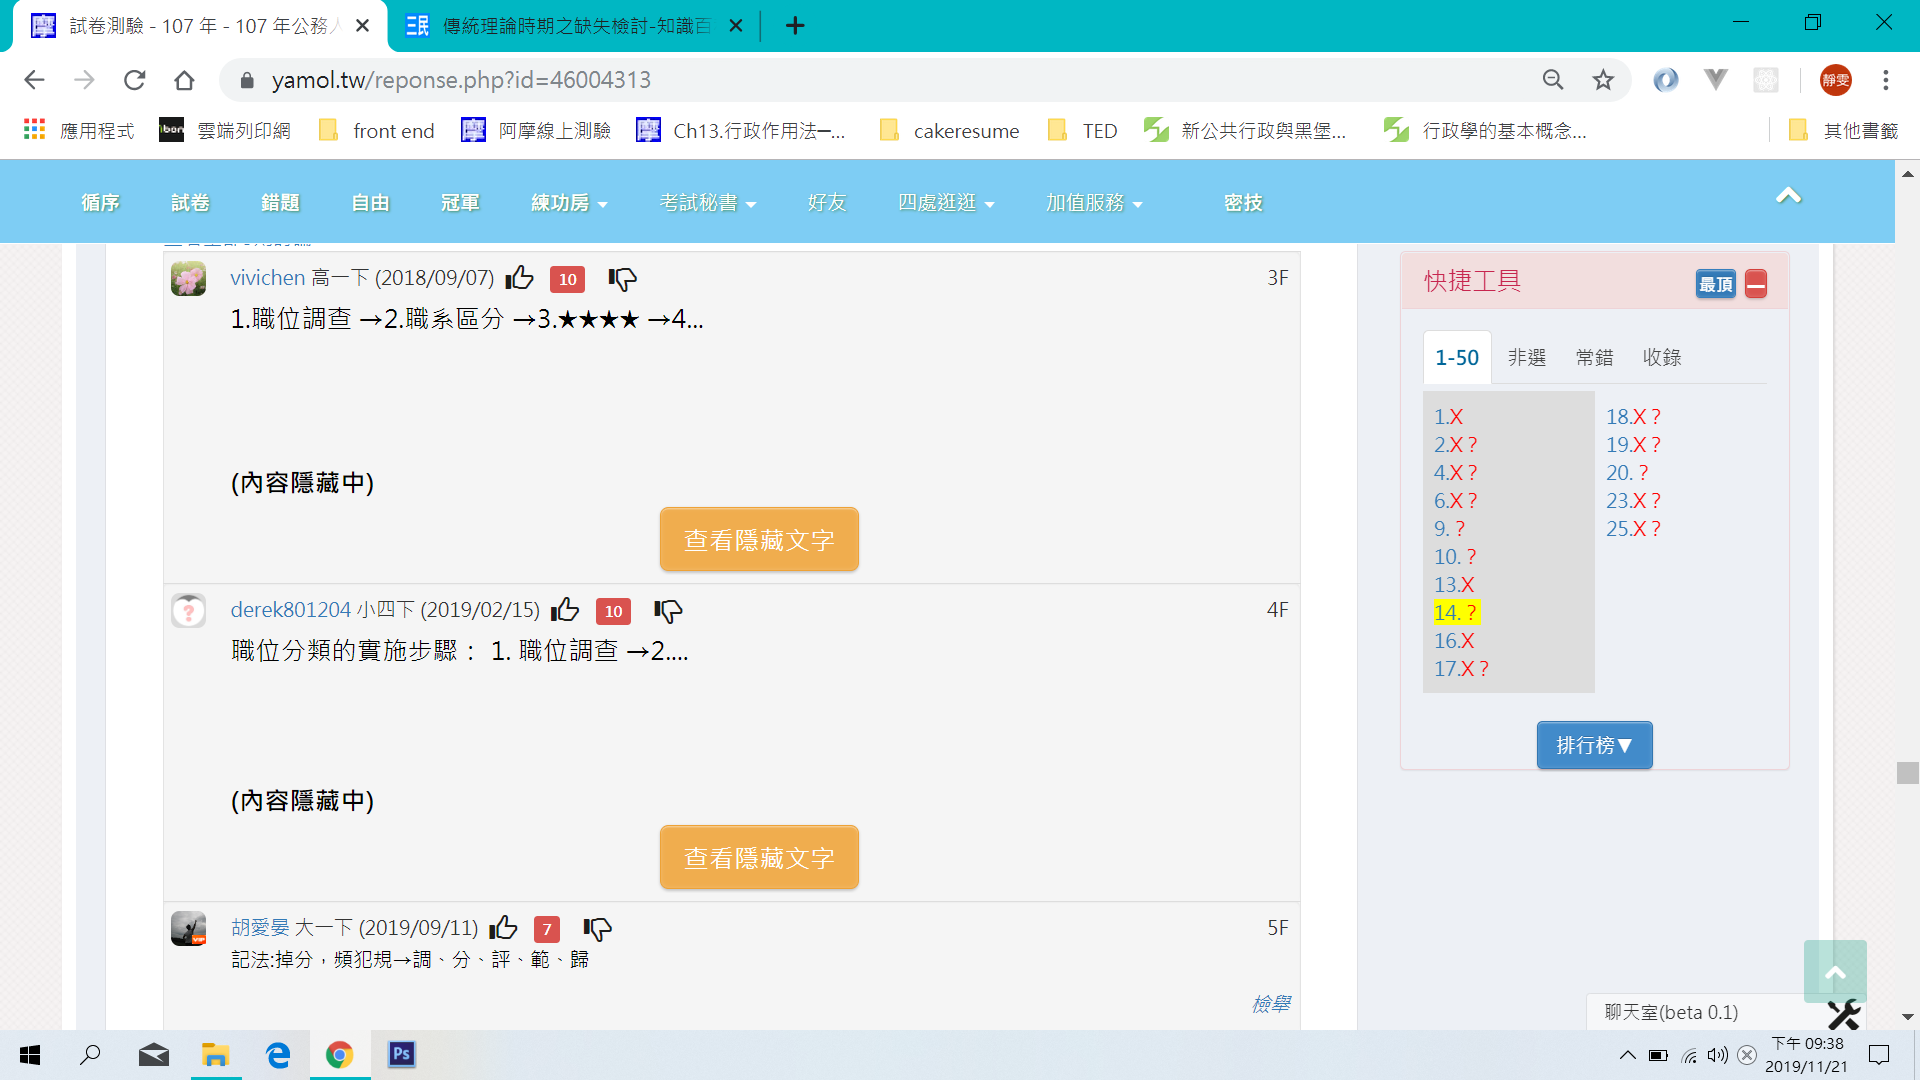 試卷測驗 - 107 年 - 107 年公務
傳統理論時期之缺失檢討-知識百
yamol.tw/reponse.php?id=46004313
靜雯
應用程式
ibon
雲端列印網
front end
阿摩線上測驗
Ch13.行政作用法─...
cakeresume
TED
新公共行政與黑堡...
行政學的基本概念...
其他書籤
循序
試卷
錯題
自由
冠軍
練功房
考試秘書
好友
四處逛逛
加值服務
密技
vivichen 高一下 (2018/09/07) 10 3F
1.職位調查 →2.職系區分 →3.★★★★ →4...
(內容隱藏中)
查看隱藏文字
derek801204 小四下 (2019/02/15) 10 4F
職位分類的實施步驟： 1. 職位調查 →2....
(內容隱藏中)
查看隱藏文字
胡愛晏 大一下 (2019/09/11) 7 5F
記法:掉分，頻犯規→調、分、評、範、歸
檢舉
快捷工具
最頂
1-50
非選
常錯
收錄
1.X
2.X ?
4.X ?
6.X ?
9. ?
10. ?
13.X
14. ?
16.X
17.X ?
18.X ?
19.X ?
20. ?
23.X ?
25.X ?
排行榜▼
聊天室(beta 0.1)
Ps
下午 09:38
2019/11/21